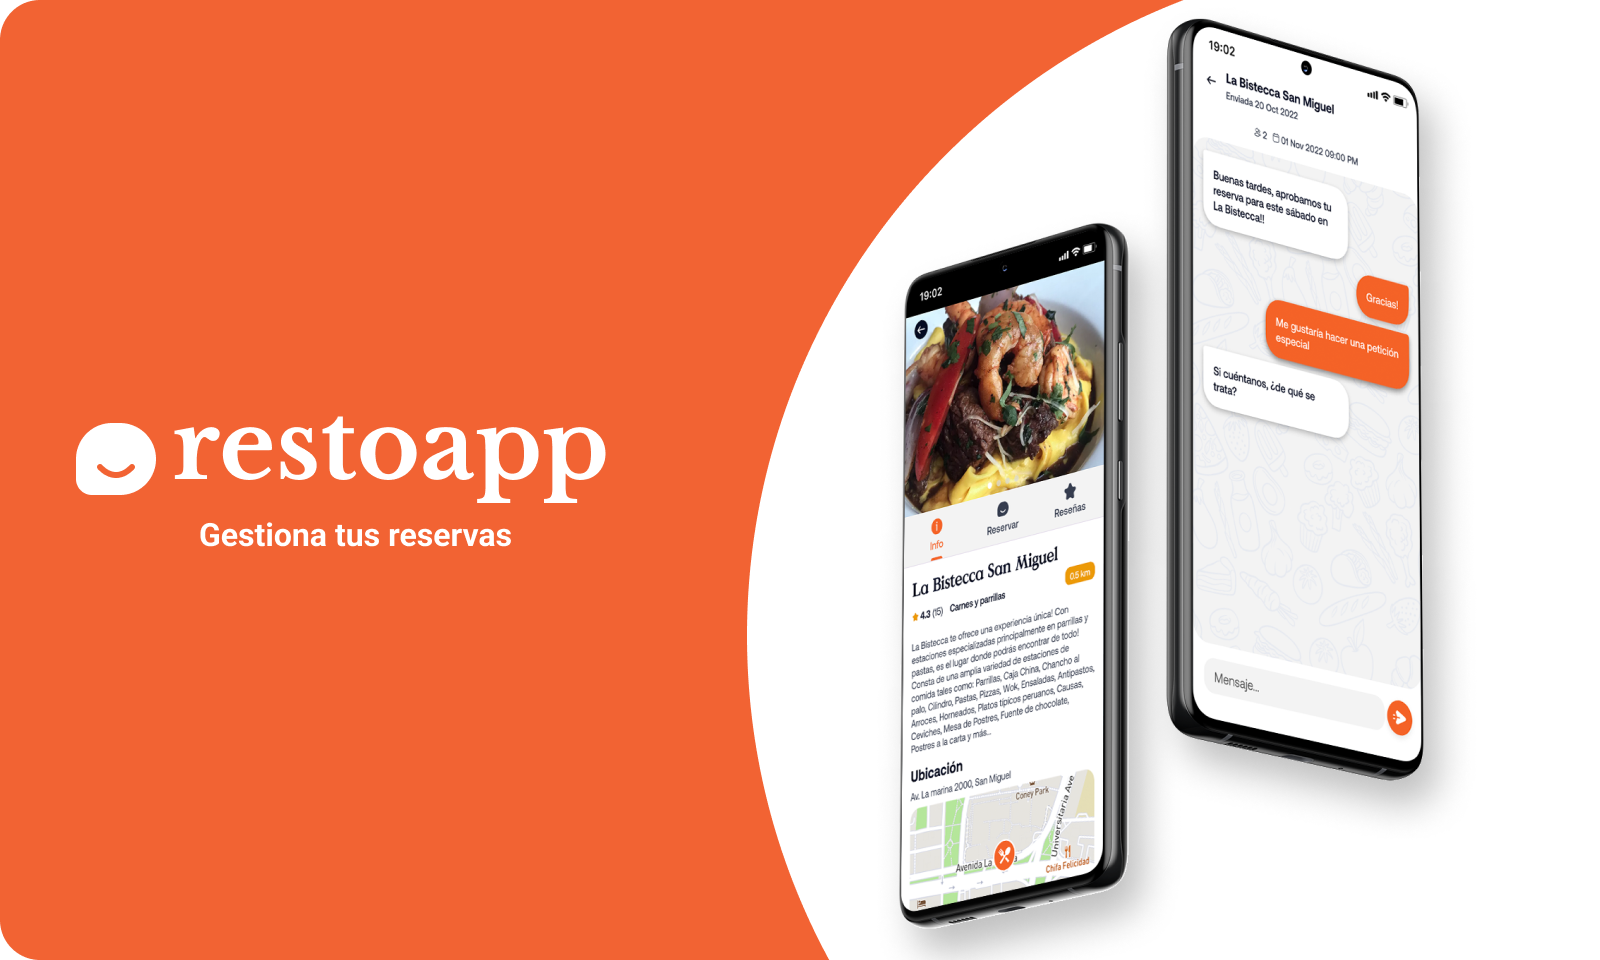 restoapp
Gestiona tus reservas
19:02
Info
Reservar
Reseñas
La Bistecca San Miguel
0.5 km
4.3 (15) Carnes y parrillas
La Bistecca te ofrece una experiencia única! Con
estaciones especializadas principalmente en parrillas y
pastas, es el lugar donde podrás encontrar de todo!
Consta de una amplia variedad de estaciones de
comida tales como: Parrillas, Caja China, Chancho al
palo, Cilindro, Pastas, Pizzas, Wok, Ensaladas, Antipastos,
Arroces, Horneados, Platos típicos peruanos, Causas,
Ceviches, Mesa de Postres, Fuente de chocolate,
Postres a la carta y más...
Ubicación
Av. La marina 2000, San Miguel
Coney Park
Universitaria Ave
Avenida La
Chifa Felicidad
19:02
La Bistecca San Miguel
Enviada 20 Oct 2022
2 01 Nov 2022 09:00 PM
Buenas tardes, aprobamos tu
reserva para este sábado en
La Bistecca!!
Gracias!
Me gustaría hacer una petición
especial
Si cuéntanos, ¿de qué se
trata?
Mensaje...